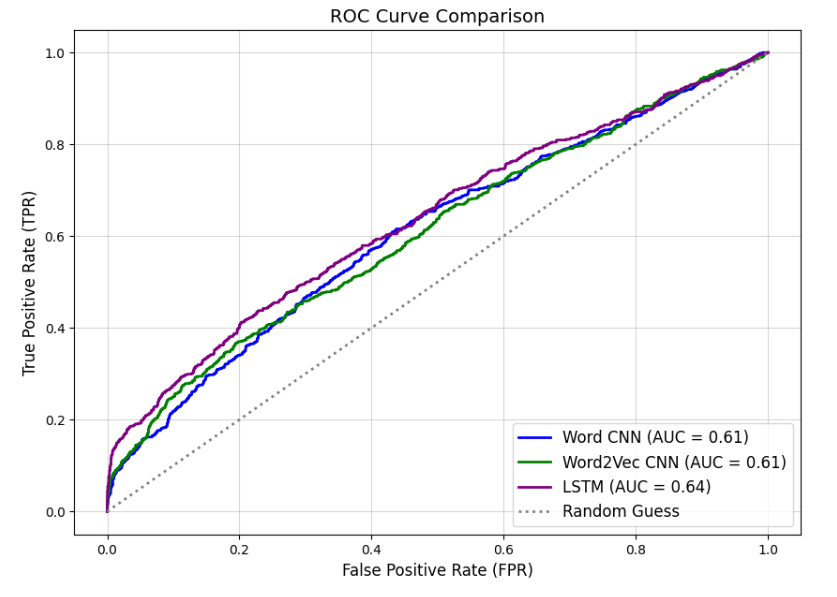 ROC Curve Comparison
1.0
0.8
0.6
0.4
0.2
0.0
True Positive Rate (TPR)
Word CNN (AUC = 0.61)
Word2Vec CNN (AUC = 0.61)
LSTM (AUC = 0.64)
Random Guess
0.0 0.2 0.4 0.6 0.8 1.0
False Positive Rate (FPR)